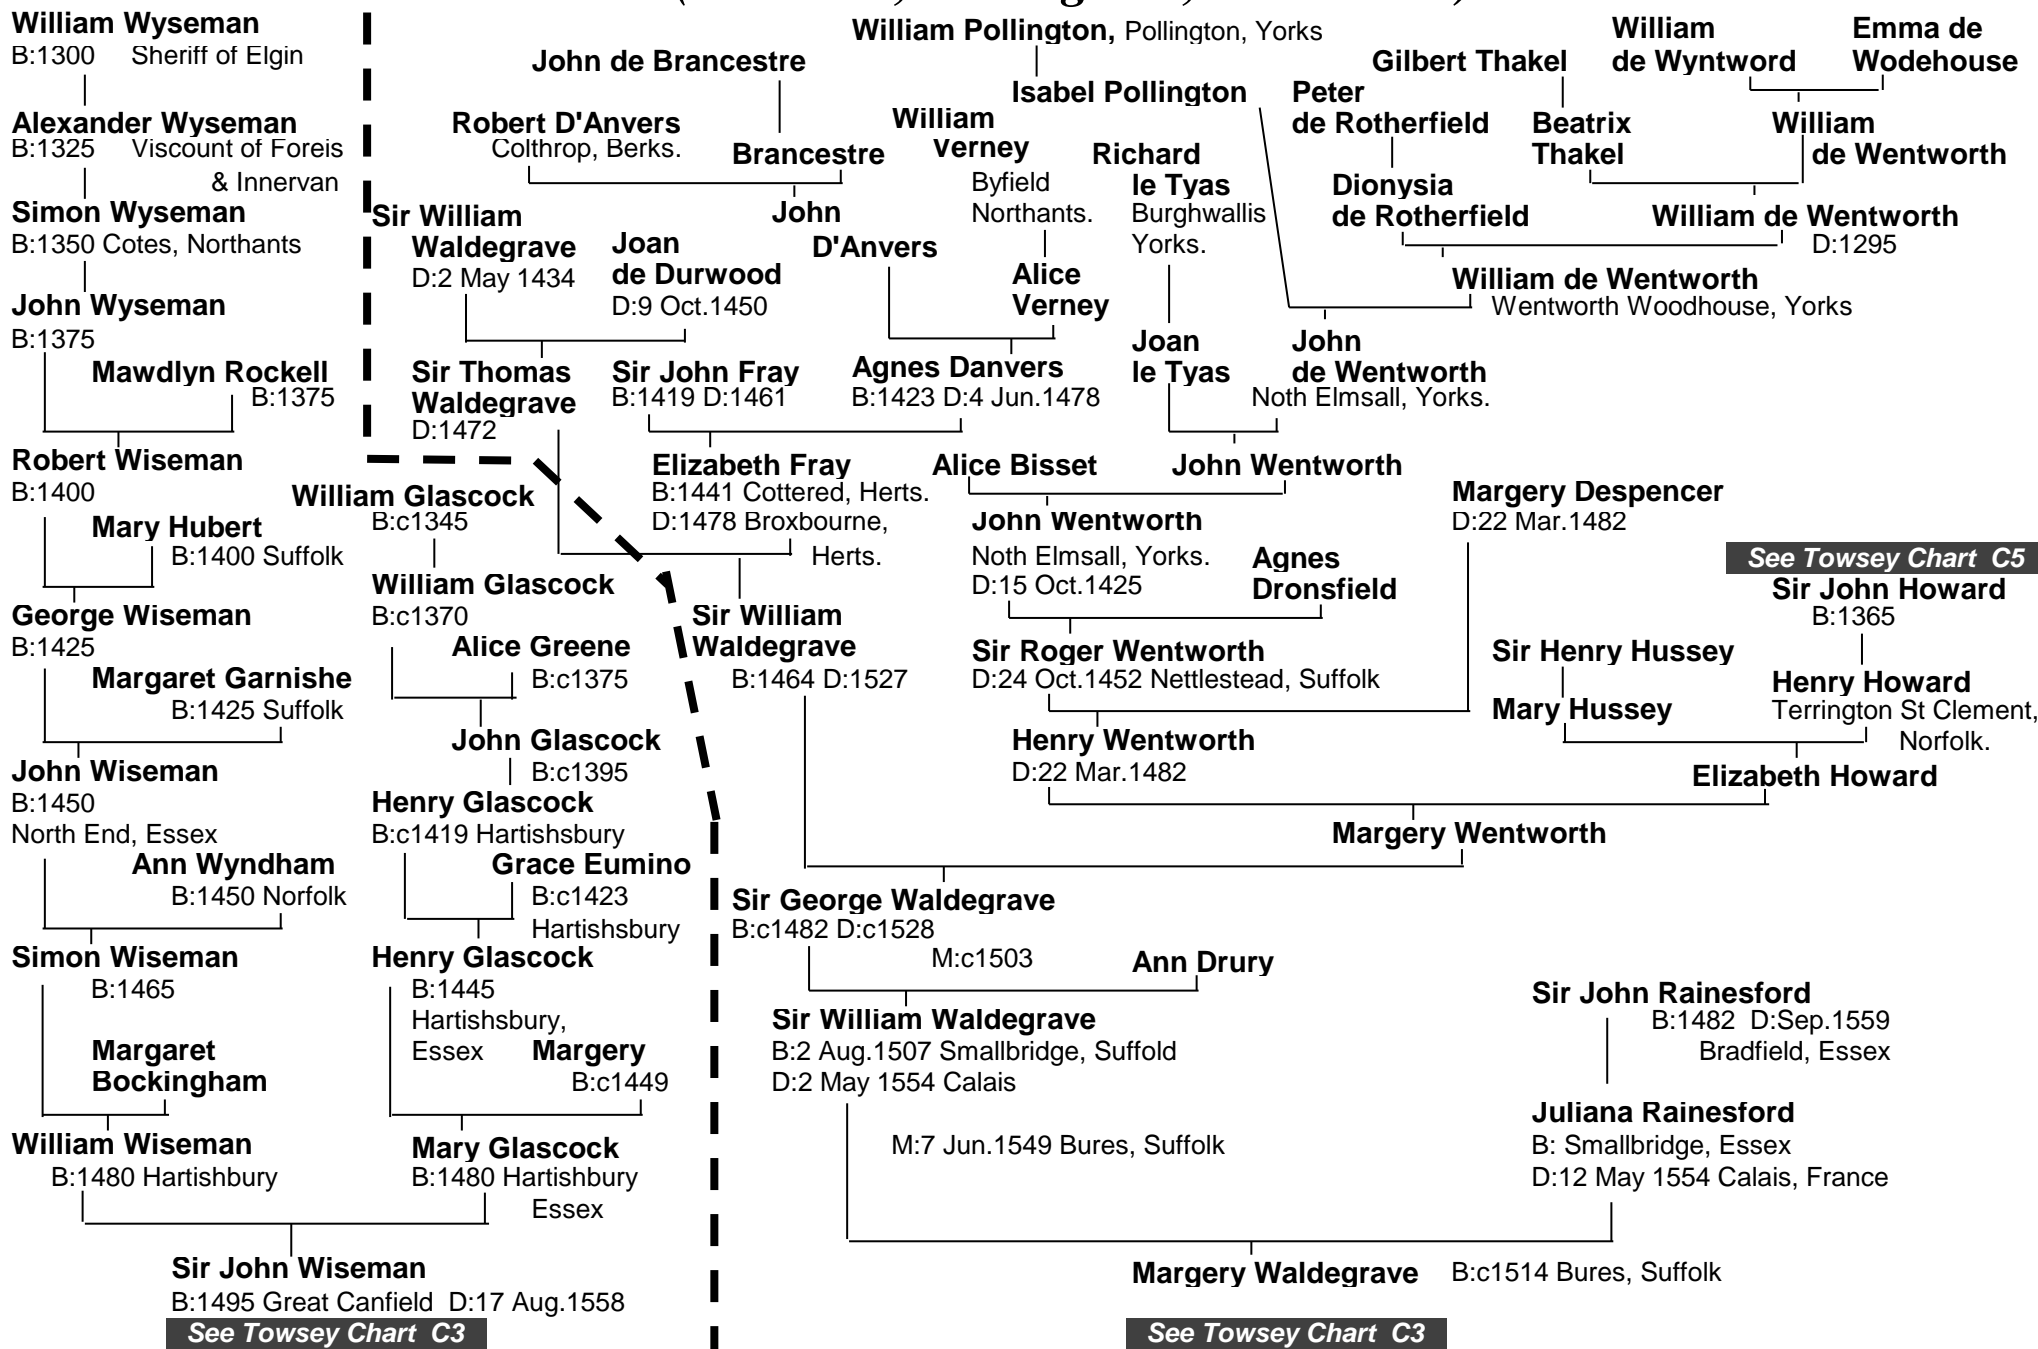 William Wyseman
B:1300 Sheriff of Elgin
Alexander Wyseman
B:1325 Viscount of Foreis
& Innervan
Simon Wyseman
B:1350 Cotes, Northants
John Wyseman
B:1375
Mawdlyn Rockell
B:1375
Robert Wiseman
B:1400
Mary Hubert
B:1400 Suffolk
George Wiseman
B:1425
Margaret Garnishe
B:1425 Suffolk
John Wiseman
B:1450
North End, Essex
Ann Wyndham
B:1450 Norfolk
Simon Wiseman
B:1465
Margaret
Bockingham
William Wiseman
B:1480 Hartishbury
William Glascock
B:c1345
William Glascock
B:c1370
Alice Greene
B:c1375
John Glascock
B:c1395
Henry Glascock
B:c1419 Hartishsbury
Grace Eumino
B:c1423
Hartishsbury
Henry Glascock
B:1445
Hartishsbury,
Essex
Margery
B:c1449
Mary Glascock
B:1480 Hartishbury
Essex
Sir John Wiseman
B:1495 Great Canfield D:17 Aug.1558
See Towsey Chart C3
William Pollington, Pollington, Yorks
John de Brancestre
Isabel Pollington
Gilbert Thakel
William
de Wyntword
Emma de
Wodehouse
Robert D'Anvers
Colthrop, Berks.
Brancestre
William
Verney
Byfield
Northants.
Richard
le Tyas
Burghwallis
Yorks.
Peter
de Rotherfield
Beatrix
Thakel
William
de Wentworth
Dionysia
de Rotherfield
William de Wentworth
D:1295
Sir William
Waldegrave
D:2 May 1434
Joan
de Durwood
D:9 Oct.1450
John
D'Anvers
Alice
Verney
William de Wentworth
Wentworth Woodhouse, Yorks
Sir Thomas
Waldegrave
D:1472
Sir John Fray
B:1419 D:1461
Agnes Danvers
B:1423 D:4 Jun.1478
Joan
le Tyas
John
de Wentworth
Noth Elmsall, Yorks.
Elizabeth Fray
B:1441 Cottered, Herts.
D:1478 Broxbourne,
Herts.
Alice Bisset
John Wentworth
John Wentworth
Noth Elmsall, Yorks.
D:15 Oct.1425
Agnes
Dronsfield
Margery Despencer
D:22 Mar.1482
See Towsey Chart C5
Sir John Howard
B:1365
Sir William
Waldegrave
B:1464 D:1527
Sir Roger Wentworth
D:24 Oct.1452 Nettlestead, Suffolk
Sir Henry Hussey
Mary Hussey
Henry Howard
Terrington St Clement,
Norfolk.
Henry Wentworth
D:22 Mar.1482
Elizabeth Howard
Margery Wentworth
Sir George Waldegrave
B:c1482 D:c1528
M:c1503
Ann Drury
Sir William Waldegrave
B:2 Aug.1507 Smallbridge, Suffold
D:2 May 1554 Calais
Sir John Rainesford
B:1482 D:Sep.1559
Bradfield, Essex
M:7 Jun.1549 Bures, Suffolk
Juliana Rainesford
B: Smallbridge, Essex
D:12 May 1554 Calais, France
Margery Waldegrave B:c1514 Bures, Suffolk
See Towsey Chart C3